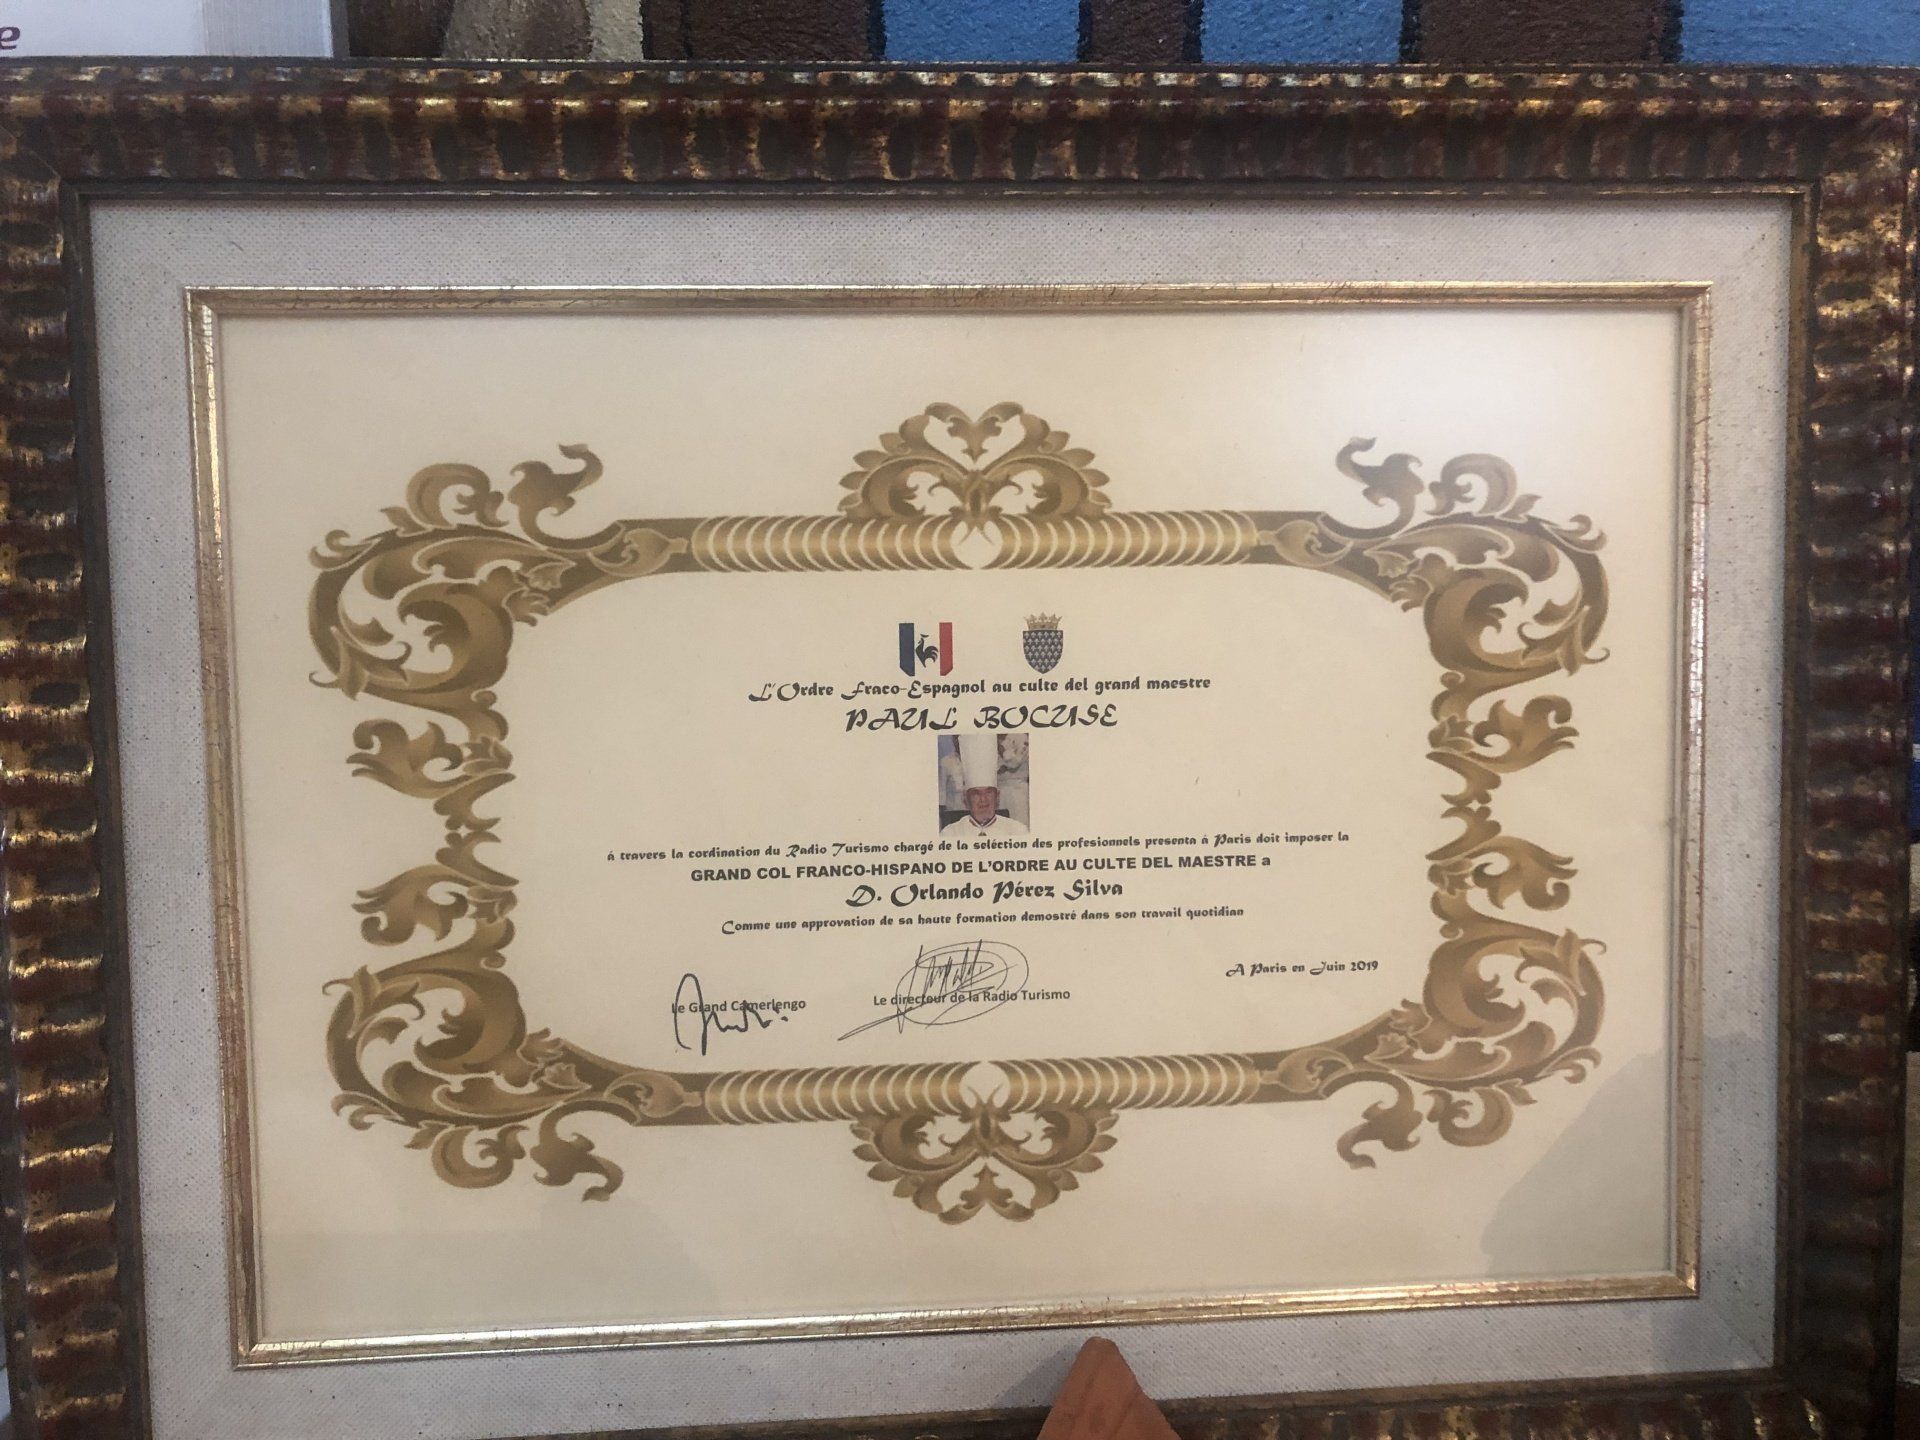 e
L'Ordre Fraco-Espagnol au culte del grand maestre
PAUL BOCUSE
á travers la cordination du Radio Turismo chargé de la seléction des profesionnels presenta á Paris doit imposer la
GRAND COL FRANCO-HISPANO DE L'ORDRE AU CULTE DEL MAESTRE a
D. Orlando Pérez Silva
Comme une approvation de sa haute formation demostré dans son travail quotidian
A Paris en Juin 2019
Le Grand Camerlengo
Le directeur de la Radio Turismo